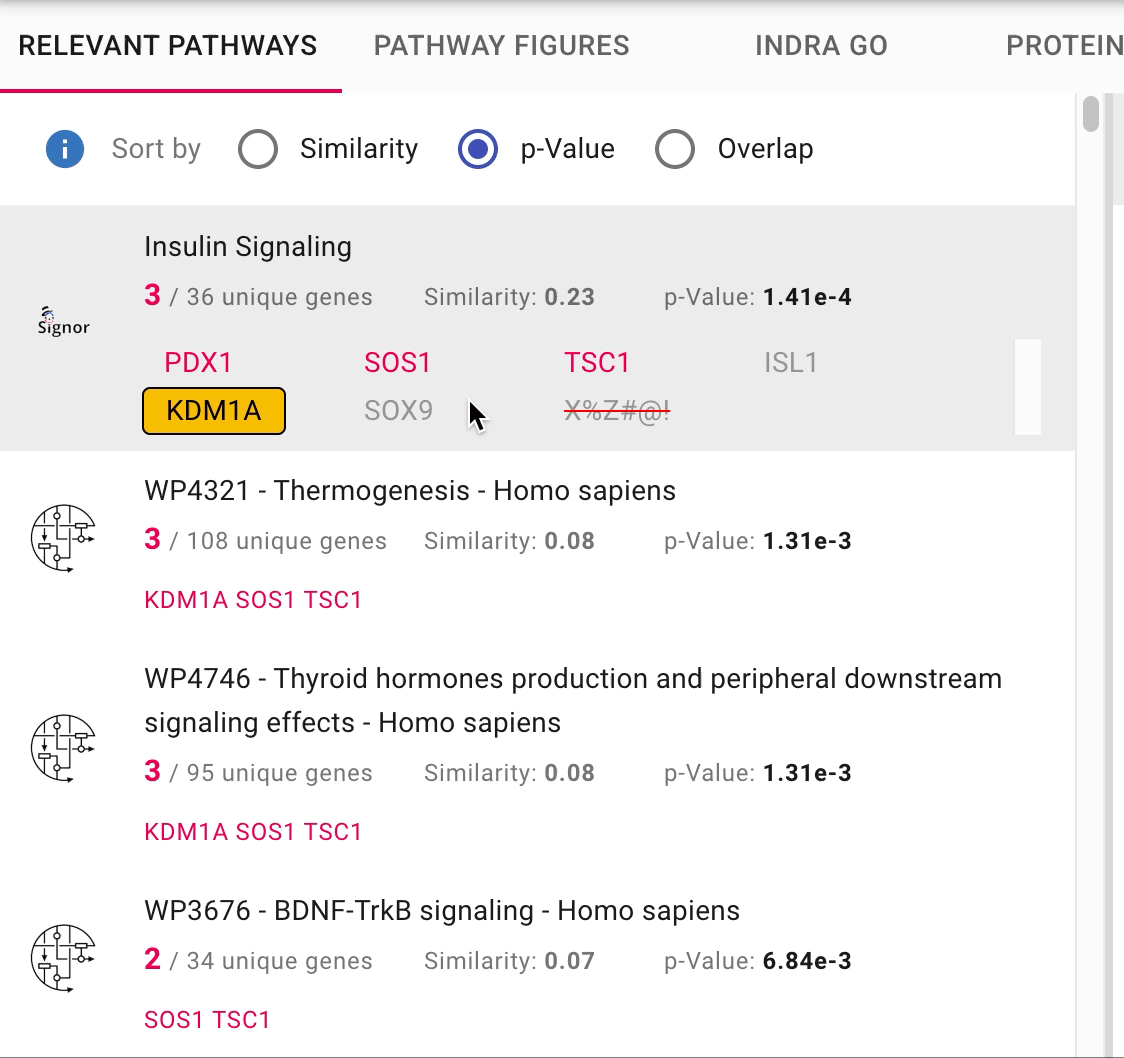 RELEVANT PATHWAYS PATHWAY FIGURES INDRA GO PROTEIN
i Sort by Similarity p-Value Overlap
Insulin Signaling
3 / 36 unique genes Similarity: 0.23 p-Value: 1.41e-4
Signor
PDX1 SOS1 TSC1 ISL1
KDM1A SOX9 X%Z#@!
WP4321 - Thermogenesis - Homo sapiens
3 / 108 unique genes Similarity: 0.08 p-Value: 1.31e-3
KDM1A SOS1 TSC1
WP4746 - Thyroid hormones production and peripheral downstream
signaling effects - Homo sapiens
3 / 95 unique genes Similarity: 0.08 p-Value: 1.31e-3
KDM1A SOS1 TSC1
WP3676 - BDNF-TrkB signaling - Homo sapiens
2 / 34 unique genes Similarity: 0.07 p-Value: 6.84e-3
SOS1 TSC1